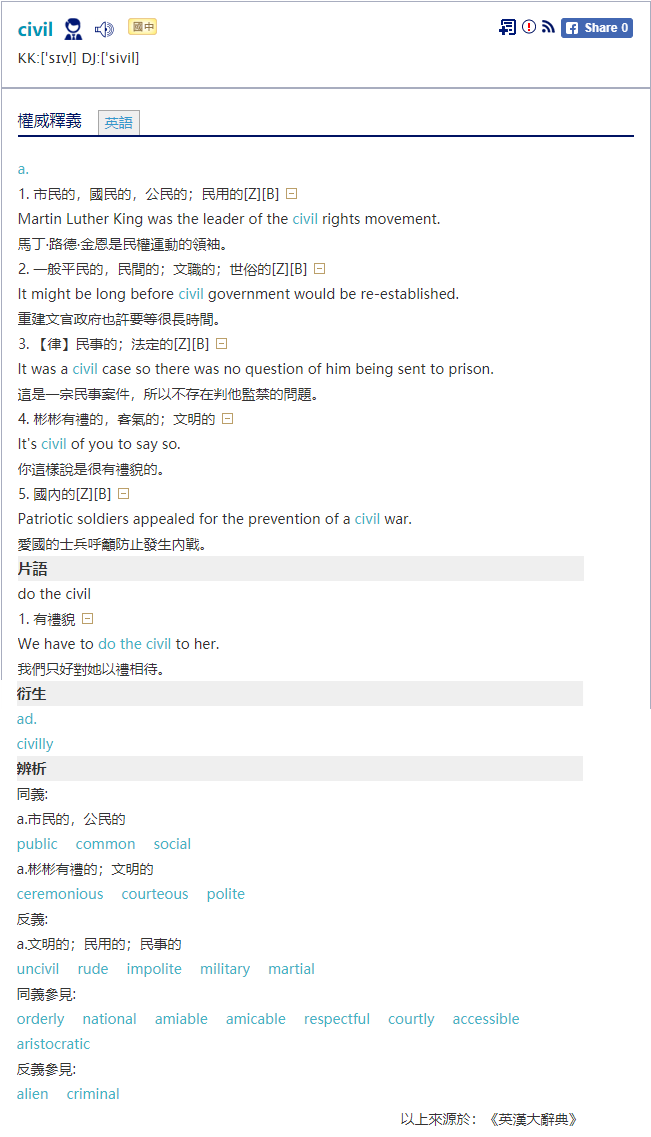 civil 國中 Share 0
KK:[ˈsɪvḷ] DJ:[ˈsivil]
權威釋義 英語
a.
1. 市民的，國民的，公民的；民用的[Z][B]
Martin Luther King was the leader of the civil rights movement.
馬丁·路德·金恩是民權運動的領袖。
2. 一般平民的，民間的；文職的；世俗的[Z][B]
It might be long before civil government would be re-established.
重建文官政府也許要等很長時間。
3. 【律】民事的；法定的[Z][B]
It was a civil case so there was no question of him being sent to prison.
這是一宗民事案件，所以不存在判他監禁的問題。
4. 彬彬有禮的，客氣的；文明的
It's civil of you to say so.
你這樣說是很有禮貌的。
5. 國內的[Z][B]
Patriotic soldiers appealed for the prevention of a civil war.
愛國的士兵呼籲防止發生內戰。
片語
do the civil
1. 有禮貌
We have to do the civil to her.
我們只好對她以禮相待。
衍生
ad.
civilly
辨析
同義:
a.市民的，公民的
public common social
a.彬彬有禮的；文明的
ceremonious courteous polite
反義:
a.文明的；民用的；民事的
uncivil rude impolite military martial
同義參見:
orderly national amiable amicable respectful courtly accessible
aristocratic
反義參見:
alien criminal
以上來源於：《英漢大辭典》